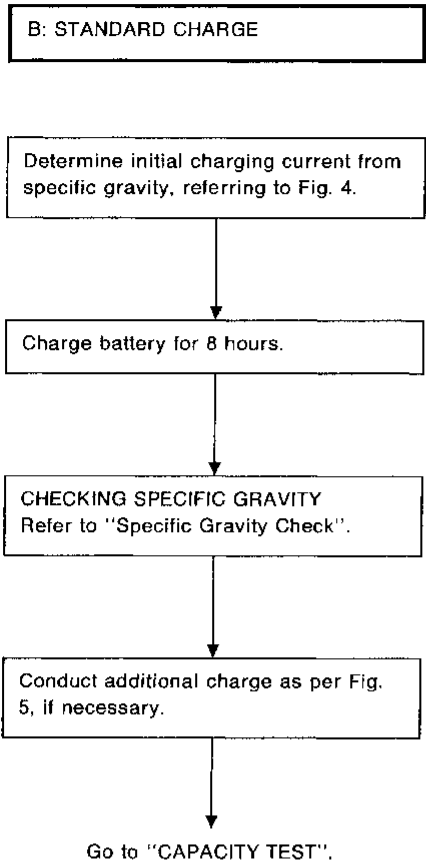 B: STANDARD CHARGE
Determine initial charging current from
specific gravity, referring to Fig. 4.
Charge battery for 8 hours.
CHECKING SPECIFIC GRAVITY
Refer to "Specific Gravity Check".
Conduct additional charge as per Fig.
5, if necessary.
Go to "CAPACITY TEST".